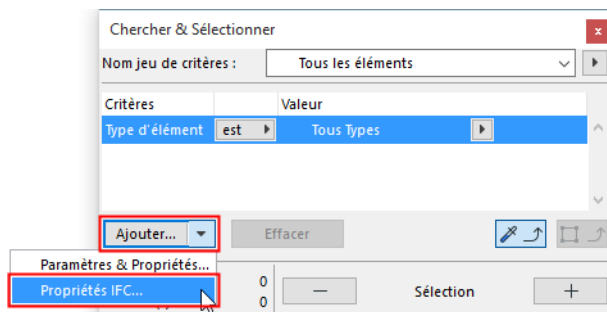 Chercher & Sélectionner
Nom jeu de critères :
Tous les éléments
Critères
Valeur
Type d'élément
est
Tous Types
Ajouter...
Effacer
Paramètres & Propriétés...
Propriétés IFC...
0
0
Sélection